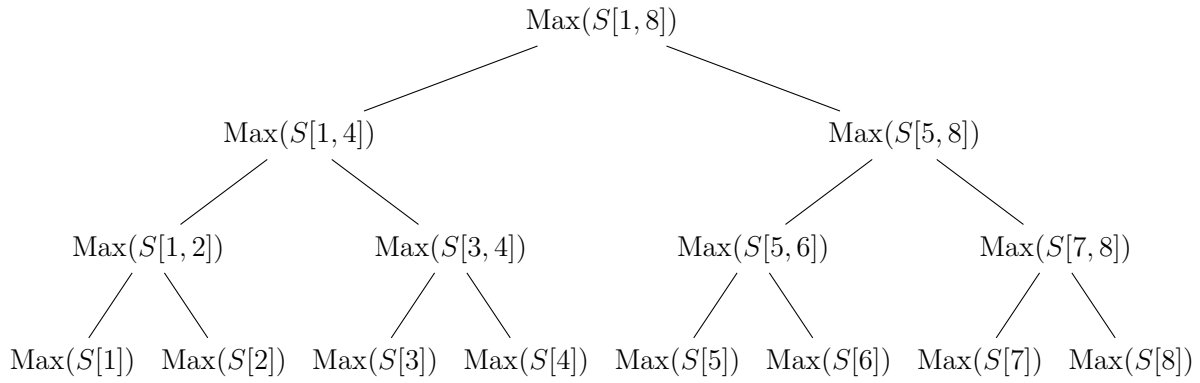 Max(S[1, 8])
Max(S[1, 4]) Max(S[5, 8])
Max(S[1, 2]) Max(S[3, 4]) Max(S[5, 6]) Max(S[7, 8])
Max(S[1]) Max(S[2]) Max(S[3]) Max(S[4]) Max(S[5]) Max(S[6]) Max(S[7]) Max(S[8])